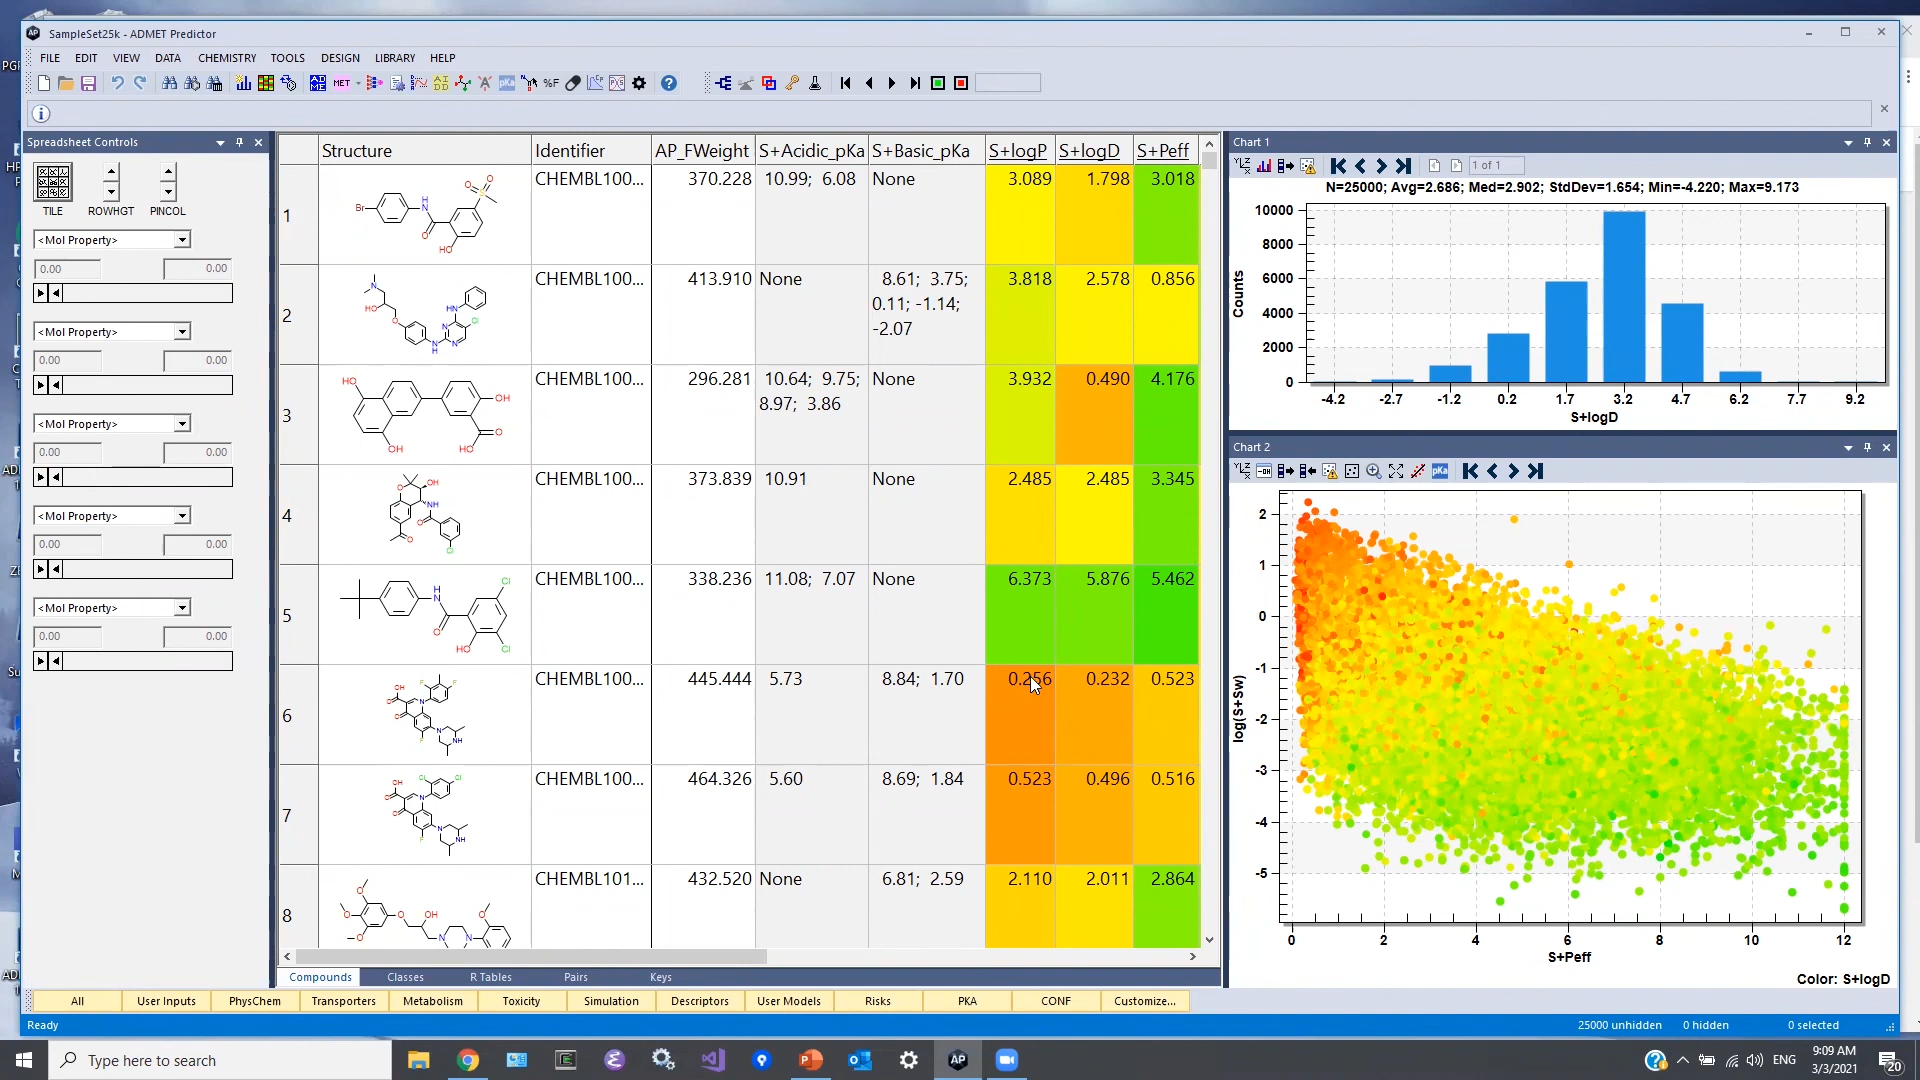 SampleSet25k - ADMET Predictor
FILE EDIT VIEW DATA CHEMISTRY TOOLS DESIGN LIBRARY HELP
MET pKa %F
Spreadsheet Controls
TILE ROWHGT PINCOL
<Mol Property>
0.00 0.00
<Mol Property>
0.00 0.00
<Mol Property>
0.00 0.00
<Mol Property>
0.00 0.00
<Mol Property>
0.00 0.00
Structure Identifier AP_FWeight S+Acidic_pKa S+Basic_pKa S+logP S+logD S+Peff
1 CHEMBL100... 370.228 10.99; 6.08 None 3.089 1.798 3.018
2 CHEMBL100... 413.910 None 8.61; 3.75; 3.818 2.578 0.856
0.11; -1.14;
-2.07
3 CHEMBL100... 296.281 10.64; 9.75; None 3.932 0.490 4.176
8.97; 3.86
4 CHEMBL100... 373.839 10.91 None 2.485 2.485 3.345
5 CHEMBL100... 338.236 11.08; 7.07 None 6.373 5.876 5.462
6 CHEMBL100... 445.444 5.73 8.84; 1.70 0.256 0.232 0.523
7 CHEMBL100... 464.326 5.60 8.69; 1.84 0.523 0.496 0.516
8 CHEMBL101... 432.520 None 6.81; 2.59 2.110 2.011 2.864
Compounds Classes R Tables Pairs Keys
Chart 1
1 of 1
N=25000; Avg=2.686; Med=2.902; StdDev=1.654; Min=-4.220; Max=9.173
10000
8000
6000
4000
2000
0
Counts
-4.2 -2.7 -1.2 0.2 1.7 3.2 4.7 6.2 7.7 9.2
S+logD
Chart 2
pKa
2
1
0
-1
-2
-3
-4
-5
log(S+Sw)
0 2 4 6 8 10 12
S+Peff
Color: S+logD
All User Inputs PhysChem Transporters Metabolism Toxicity Simulation Descriptors User Models Risks PKA CONF Customize...
Ready 25000 unhidden 0 hidden 0 selected
Type here to search
AP
ENG
9:09 AM
3/3/2021
20